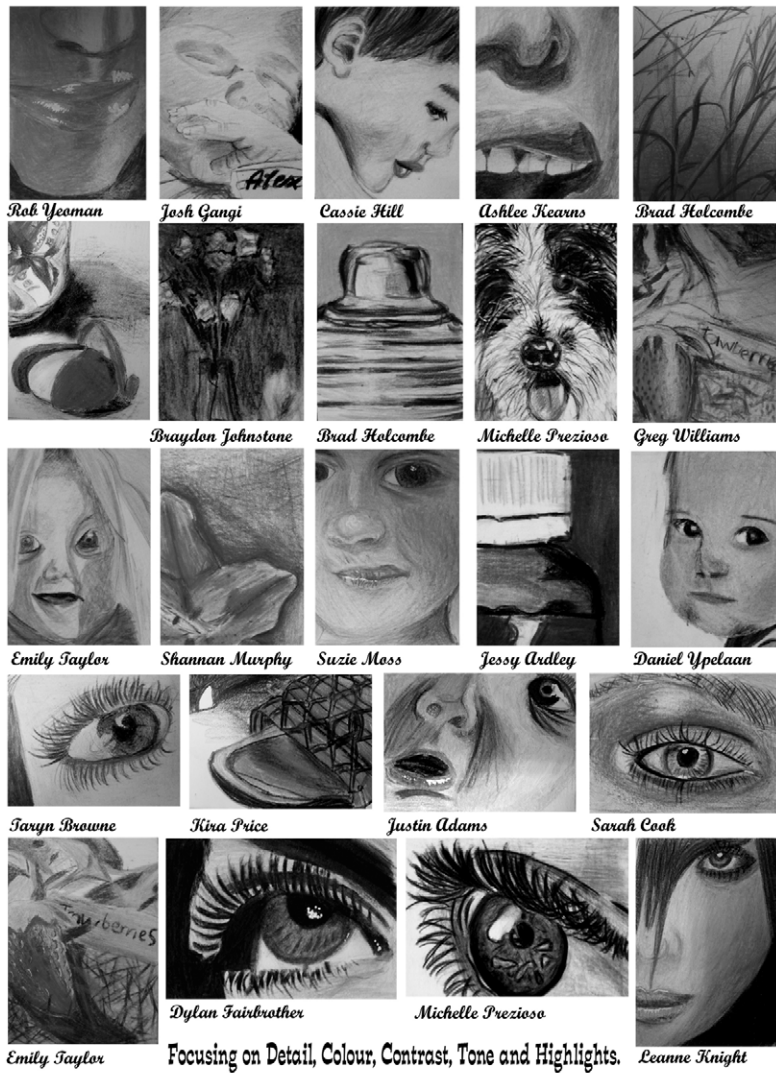 Alex
Rob Yeoman
Josh Gangi
Cassie Hill
Ashlee Kearns
Brad Holcombe
tawberries
Braydon Johnstone
Brad Holcombe
Michelle Prezioso
Greg Williams
Emily Taylor
Shannan Murphy
Suzie Moss
Jessy Ardley
Daniel Ypelaan
Taryn Browne
Kira Price
Justin Adams
Sarah Cook
Dylan Fairbrother
Michelle Prezioso
Emily Taylor
Focusing on Detail, Colour, Contrast, Tone and Highlights.
Leanne Knight